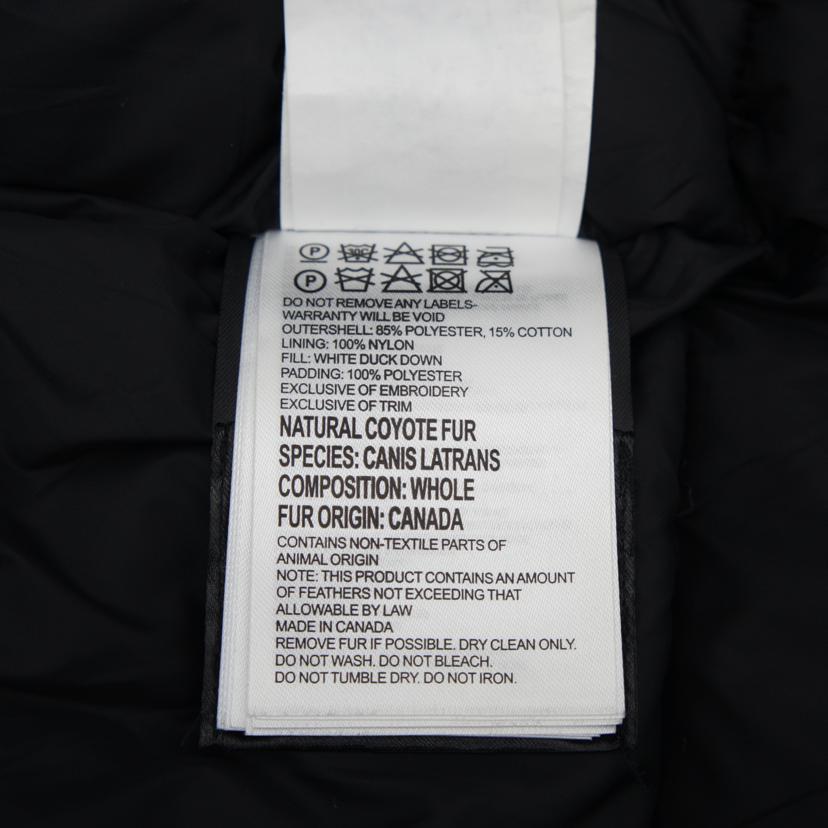 P 30C
P
DO NOT REMOVE ANY LABELS-
WARRANTY WILL BE VOID
OUTERSHELL: 85% POLYESTER, 15% COTTON
LINING: 100% NYLON
FILL: WHITE DUCK DOWN
PADDING: 100% POLYESTER
EXCLUSIVE OF EMBROIDERY
EXCLUSIVE OF TRIM
NATURAL COYOTE FUR
SPECIES: CANIS LATRANS
COMPOSITION: WHOLE
FUR ORIGIN: CANADA
CONTAINS NON-TEXTILE PARTS OF
ANIMAL ORIGIN
NOTE: THIS PRODUCT CONTAINS AN AMOUNT
OF FEATHERS NOT EXCEEDING THAT
ALLOWABLE BY LAW
MADE IN CANADA
REMOVE FUR IF POSSIBLE. DRY CLEAN ONLY.
DO NOT WASH. DO NOT BLEACH.
DO NOT TUMBLE DRY. DO NOT IRON.